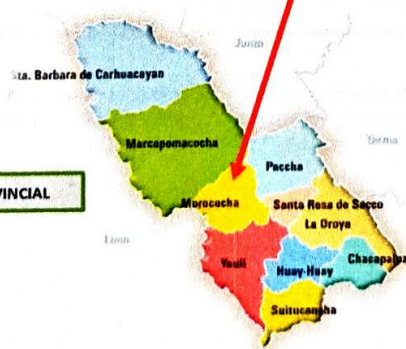 Junin
Sta. Barbara de Carhuacayan
Marcapomacocha
Tarma
Paccha
VINCIAL
Morococha
Santa Rosa de Sacco
La Oroya
Lima
Yauli
Huay-Huay
Chacapalpa
Suitucancha